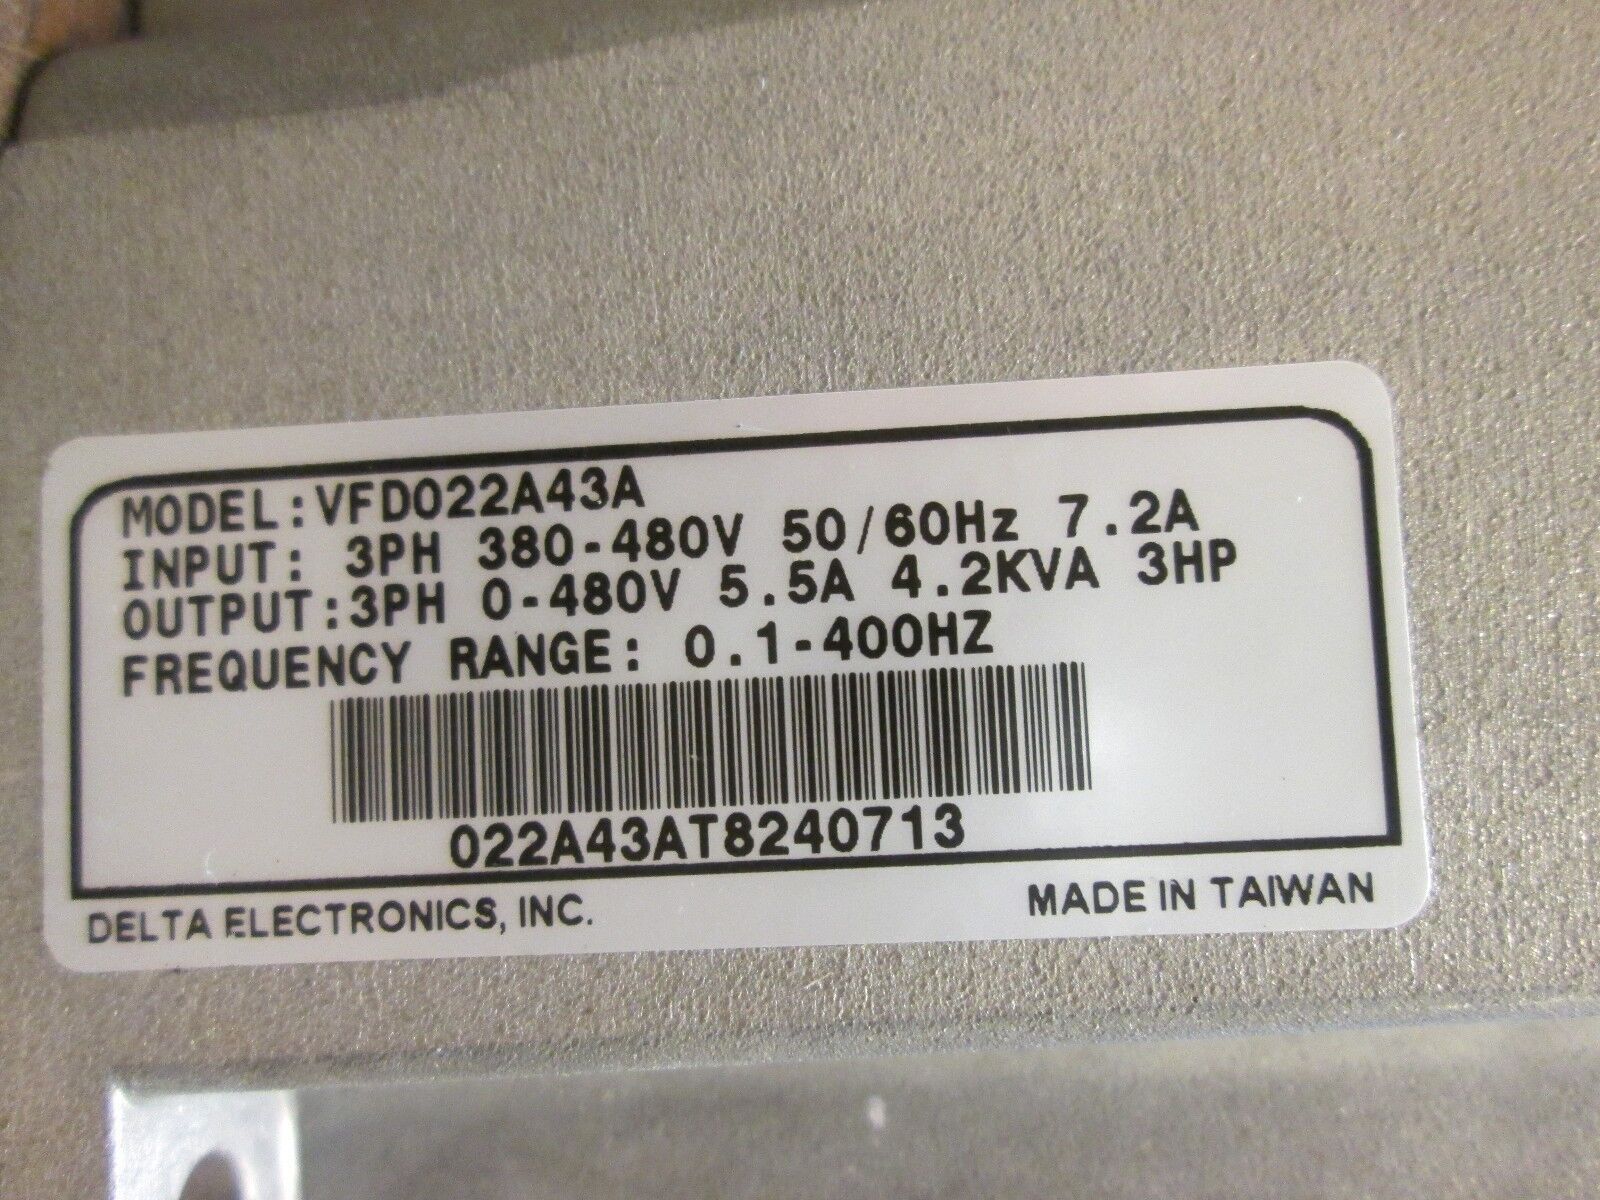 MODEL:VFD022A43A
INPUT: 3PH 380-480V 50/60Hz 7.2A
OUTPUT:3PH 0-480V 5.5A 4.2KVA 3HP
FREQUENCY RANGE: 0.1-400HZ
022A43AT8240713
DELTA ELECTRONICS, INC. MADE IN TAIWAN